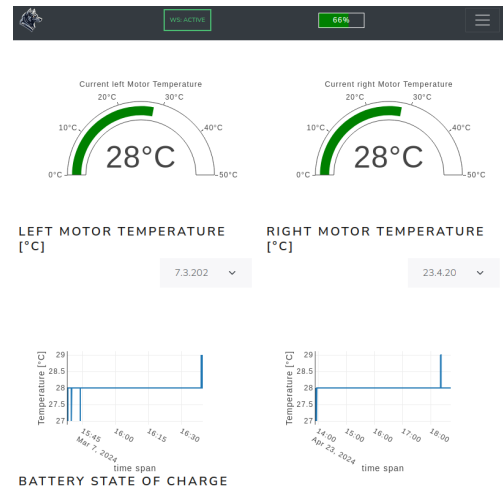 WS: ACTIVE
66%
Current left Motor Temperature
0°C 10°C 20°C 30°C 40°C 50°C
28°C
Current right Motor Temperature
0°C 10°C 20°C 30°C 40°C 50°C
28°C
LEFT MOTOR TEMPERATURE
[°C]
7.3.202
RIGHT MOTOR TEMPERATURE
[°C]
23.4.20
Temperature [°C]
29
28.5
28
27.5
27
15:45 16:00 16:15 16:30
Mar 7, 2024
time span
Temperature [°C]
29
28.5
28
27.5
27
14:00 15:00 16:00 17:00 18:00
Apr 23, 2024
time span
BATTERY STATE OF CHARGE